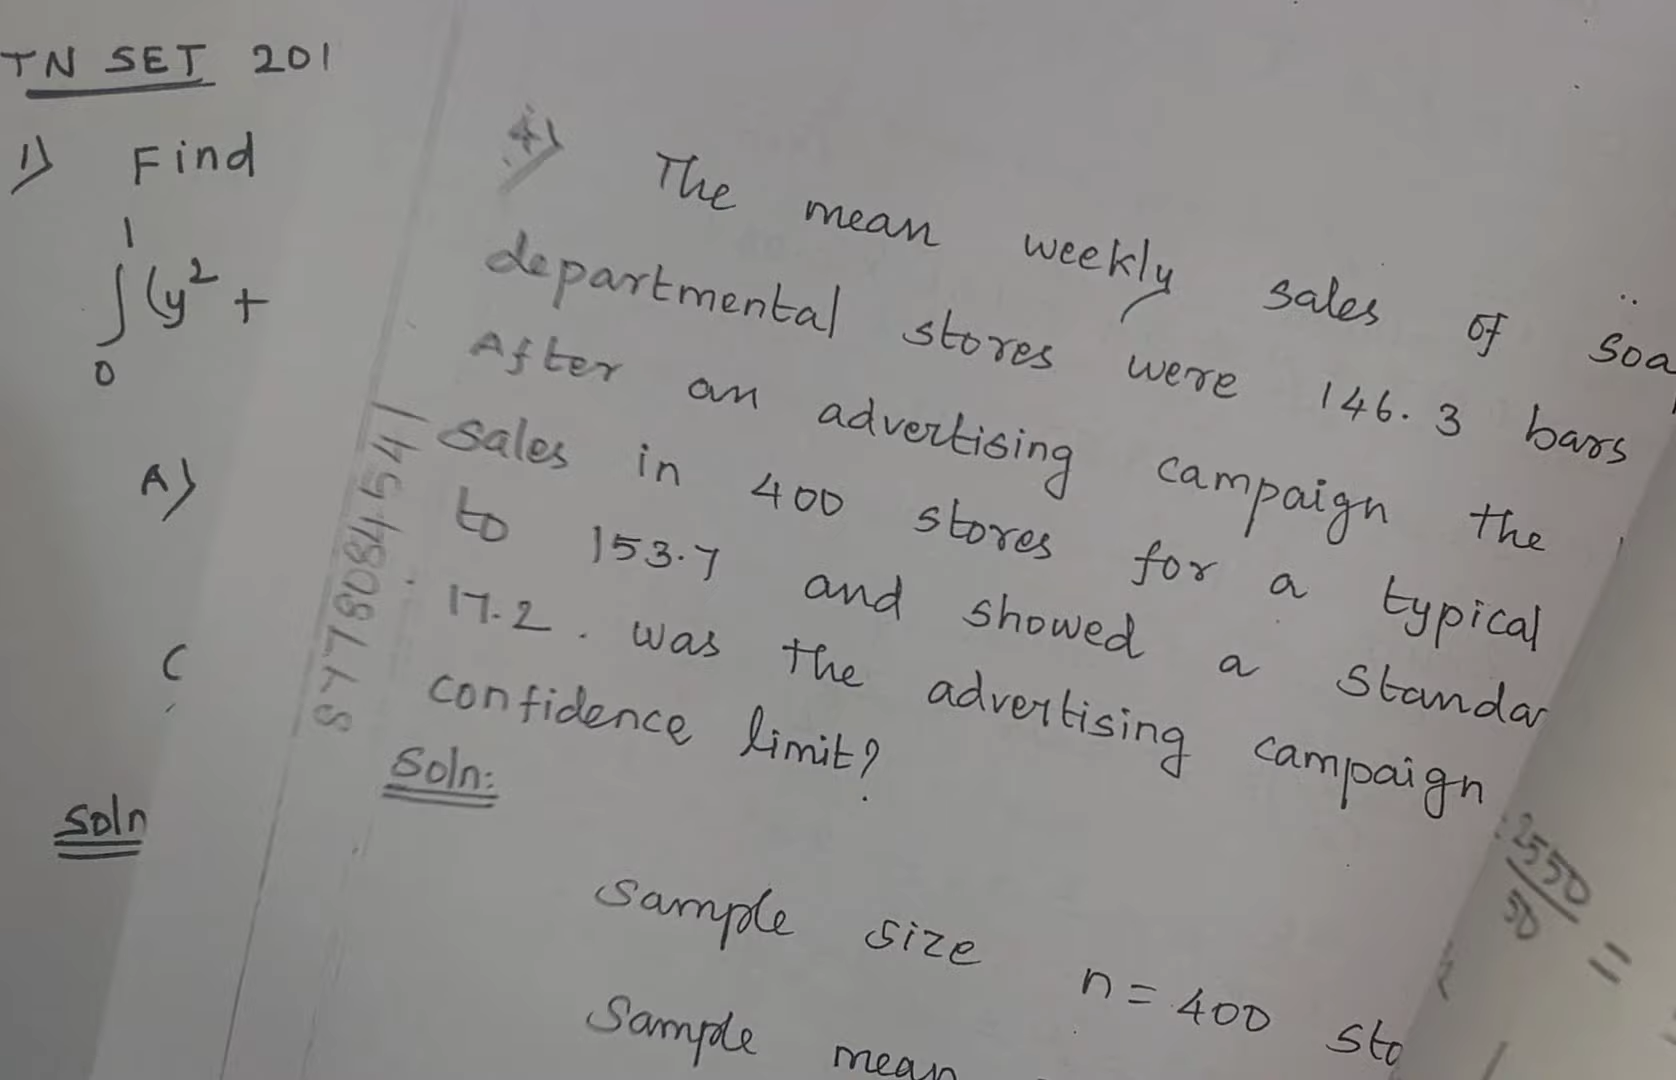 TN SET 201
1) Find
1
∫(y² +
0
A)
C
Soln
4) The mean weekly sales of soa
departmental stores were 146.3 bars
After an advertising campaign the
sales in 400 stores for a typical
to 153.7 and showed a standar
17.2. was the advertising campaign
confidence limit?
Soln:
sample size n = 400 sto
sample mean
2550
50
=